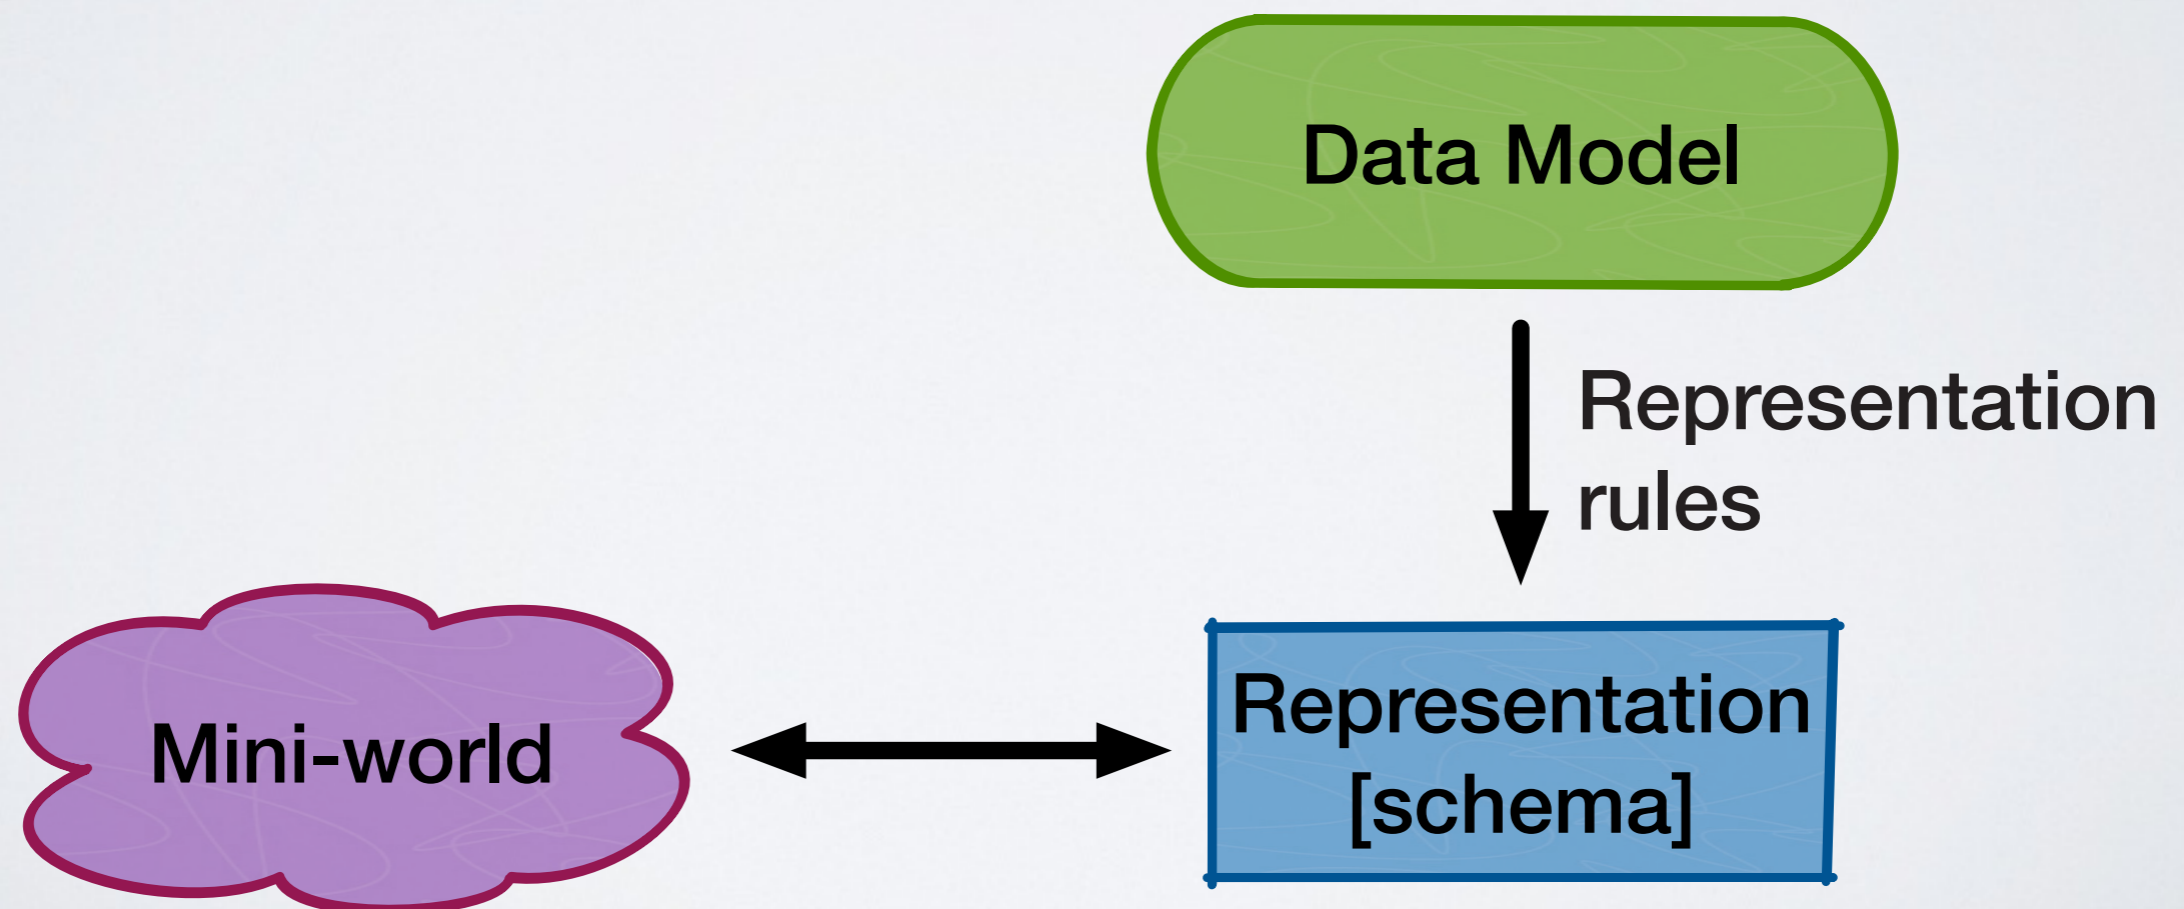 Data Model
Representation
rules
Mini-world
Representation
[schema]